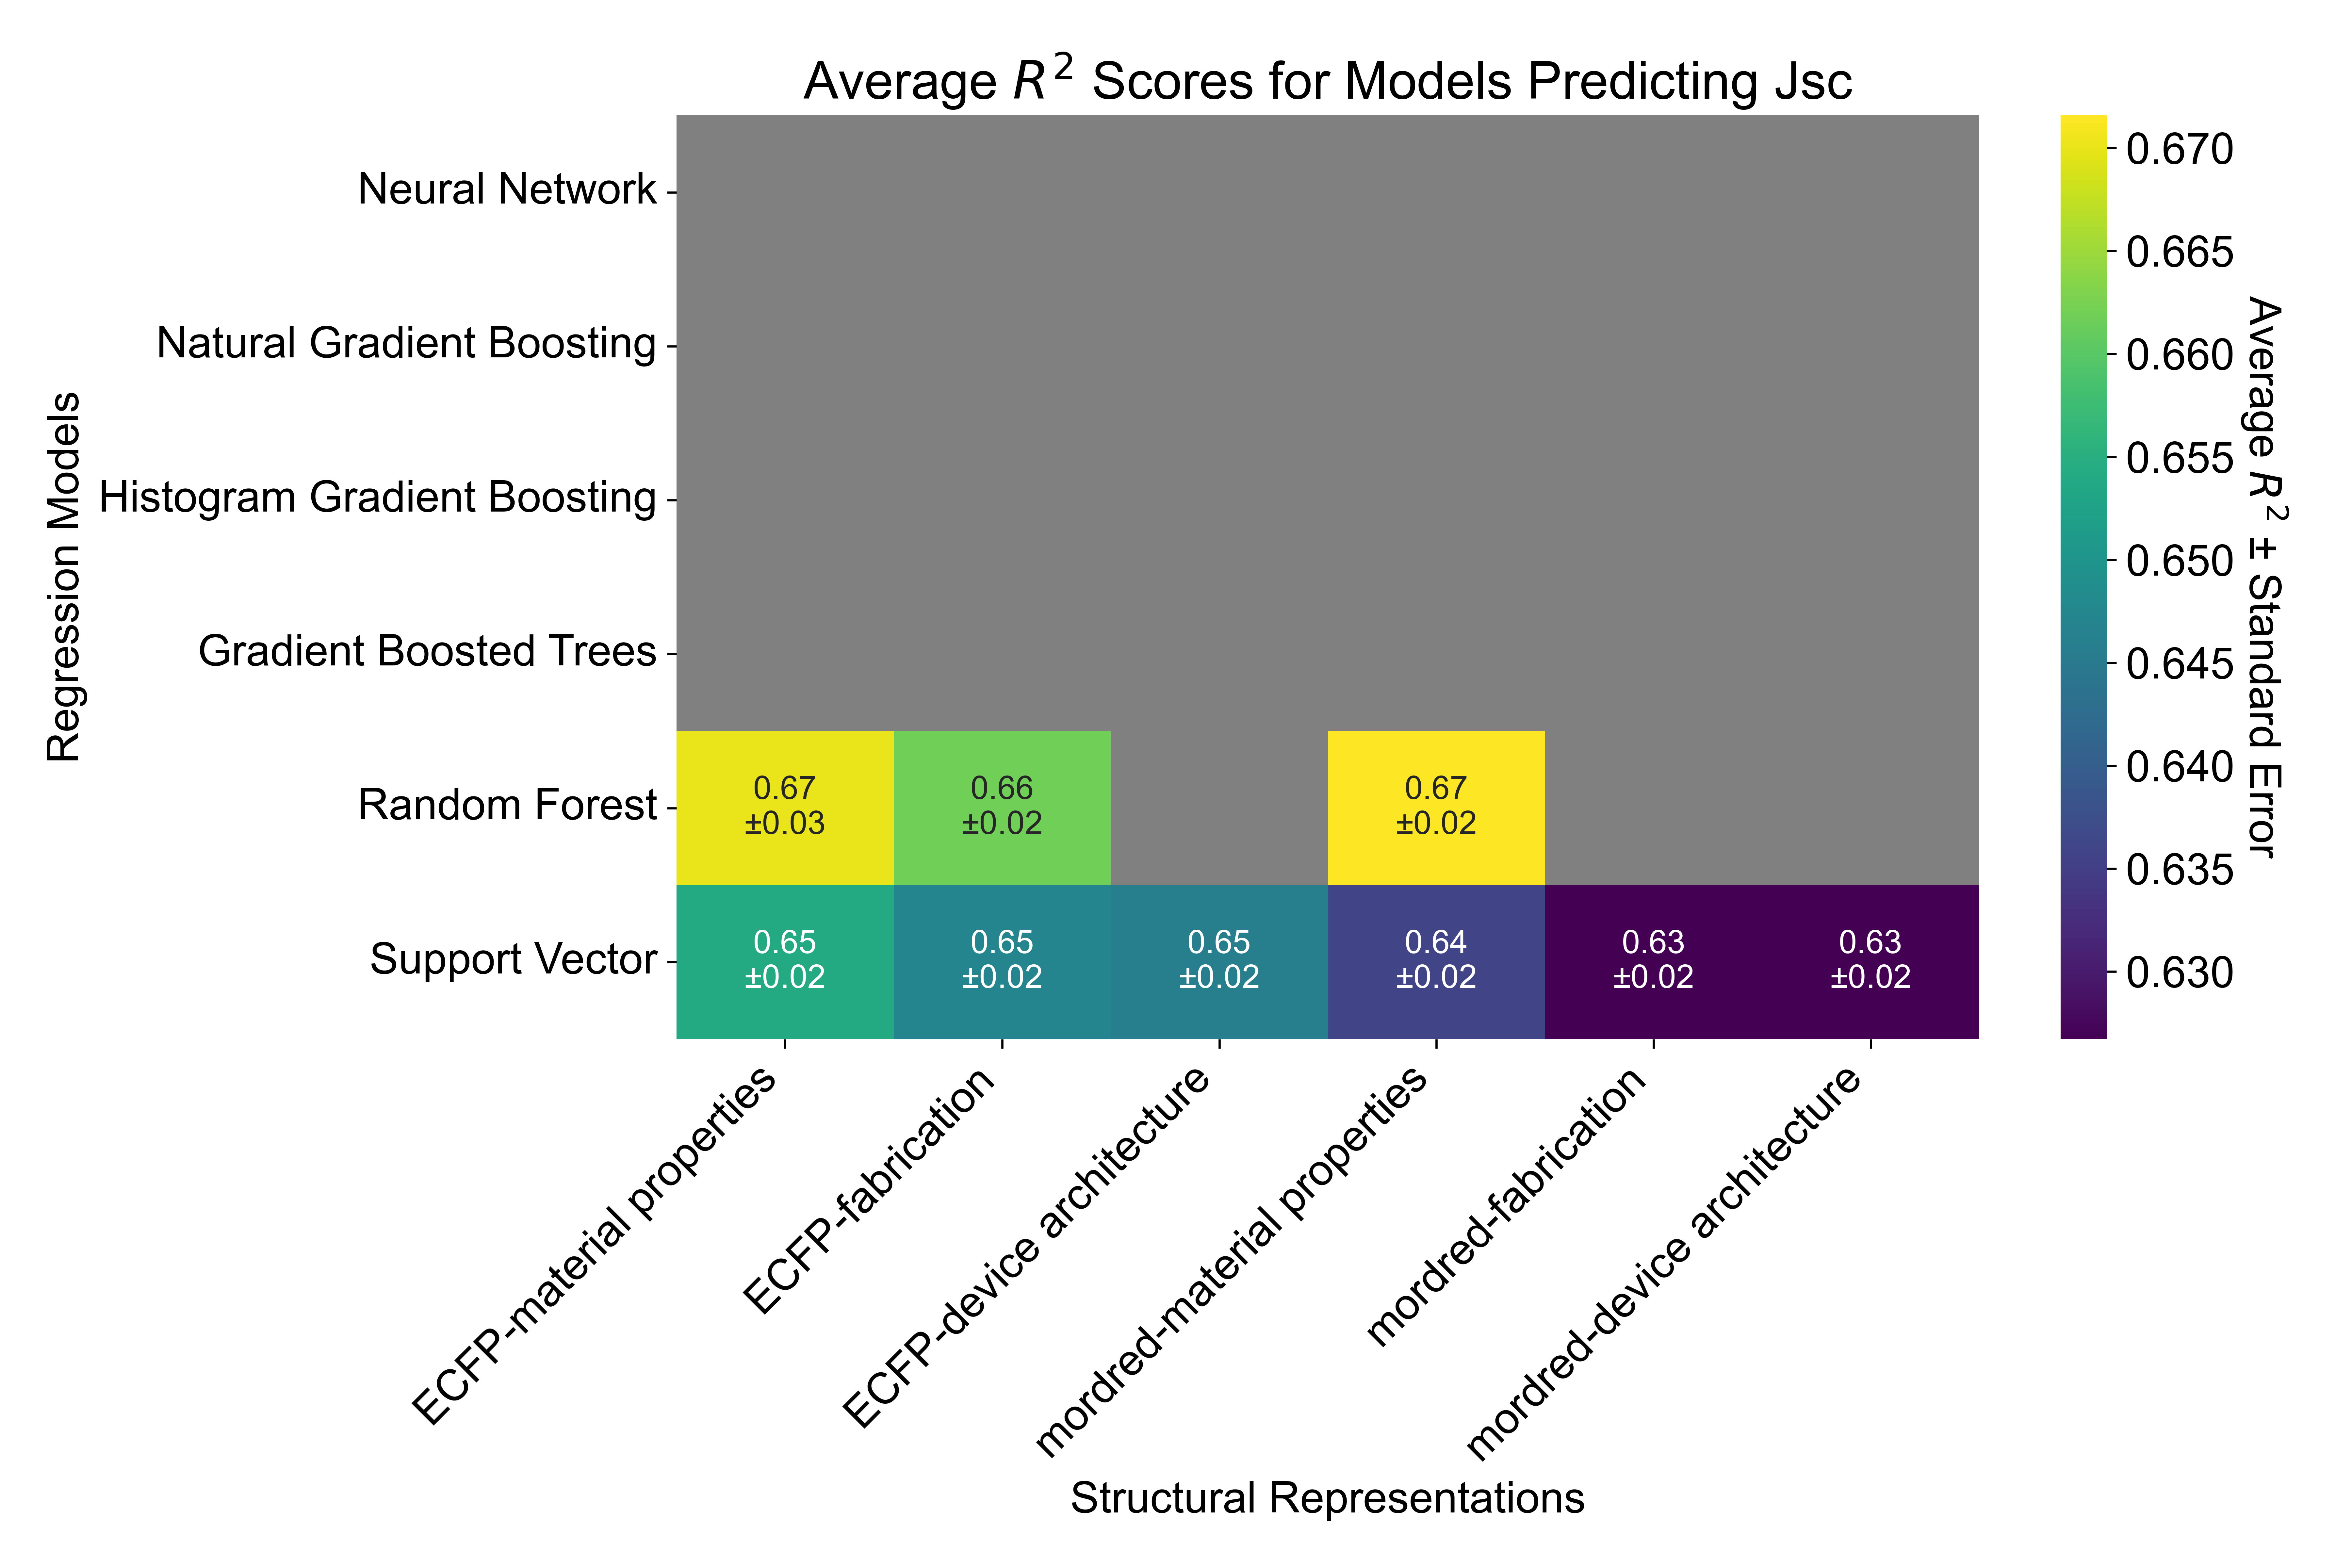 Average R² Scores for Models Predicting Jsc
Regression Models
Neural Network
Natural Gradient Boosting
Histogram Gradient Boosting
Gradient Boosted Trees
Random Forest
Support Vector
0.67
±0.03
0.66
±0.02
0.67
±0.02
0.65
±0.02
0.65
±0.02
0.65
±0.02
0.64
±0.02
0.63
±0.02
0.63
±0.02
ECFP-material properties
ECFP-fabrication
ECFP-device architecture
mordred-material properties
mordred-fabrication
mordred-device architecture
Structural Representations
0.670
0.665
0.660
0.655
0.650
0.645
0.640
0.635
0.630
Average R² ± Standard Error